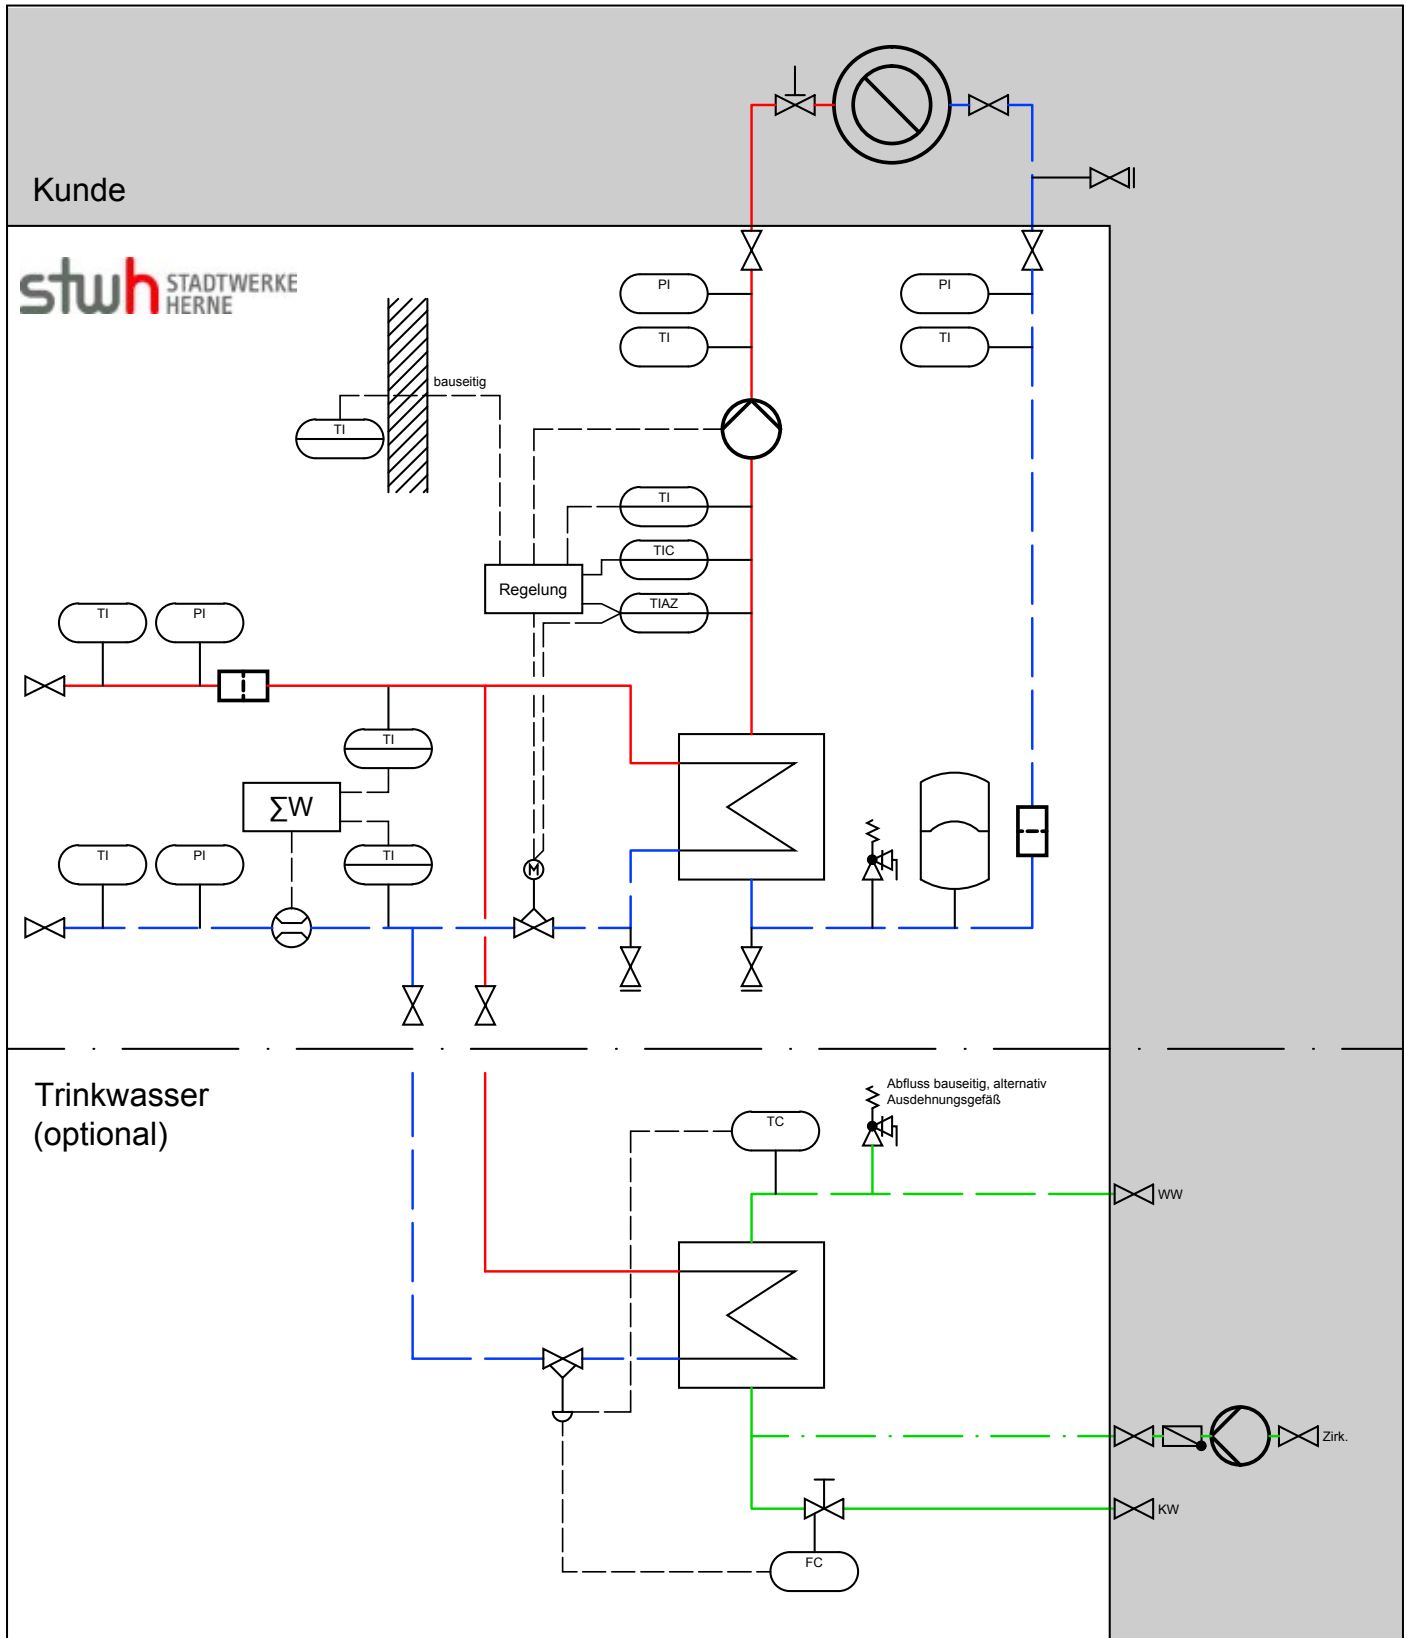 Kunde
stwh STADTWERKE
HERNE
PI
PI
TI
TI
bauseitig
TI
TI
TIC
Regelung
TIAZ
TI
PI
TI
ΣW
TI
PI
TI
M
Trinkwasser
(optional)
Abfluss bauseitig, alternativ
Ausdehnungsgefäß
TC
WW
Zirk.
KW
FC